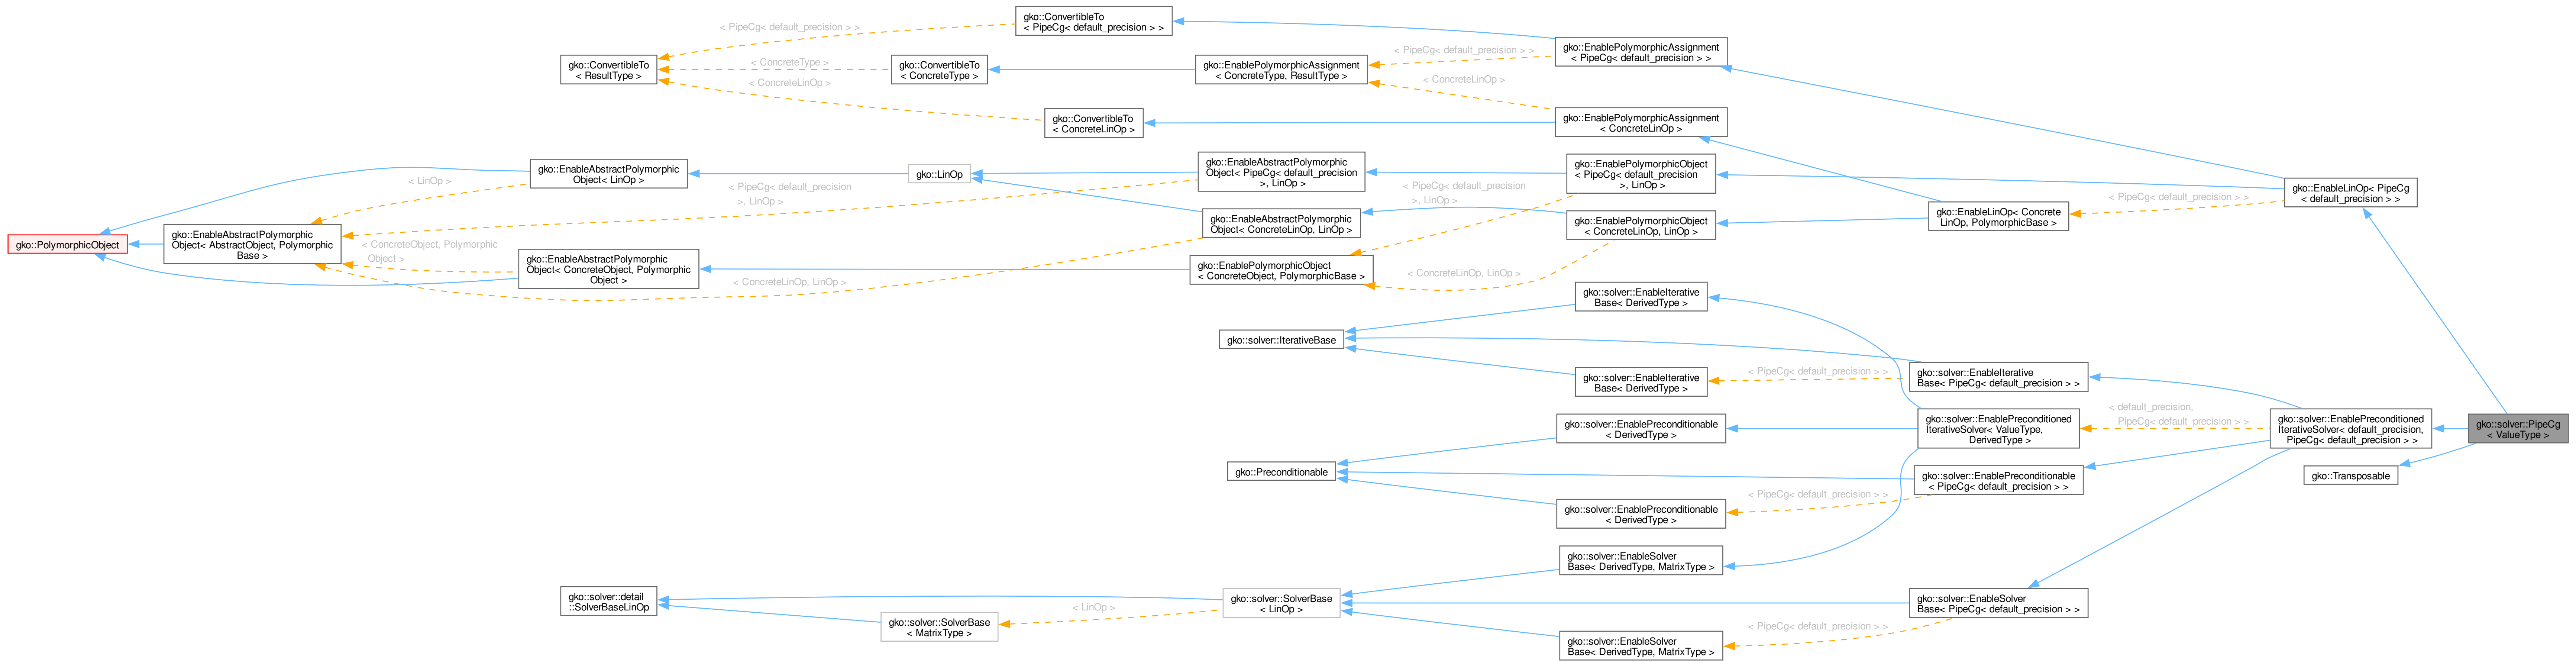 gko::PolymorphicObject
gko::EnableAbstractPolymorphic
Object< AbstractObject, Polymorphic
Base >
gko::EnableAbstractPolymorphic
Object< LinOp >
< LinOp >
gko::EnableAbstractPolymorphic
Object< ConcreteObject, Polymorphic
Object >
< ConcreteObject, Polymorphic
Object >
gko::ConvertibleTo
< ResultType >
gko::ConvertibleTo
< PipeCg< default_precision > >
< PipeCg< default_precision > >
gko::ConvertibleTo
< ConcreteType >
< ConcreteType >
gko::ConvertibleTo
< ConcreteLinOp >
< ConcreteLinOp >
gko::LinOp
gko::EnableAbstractPolymorphic
Object< PipeCg< default_precision
>, LinOp >
< PipeCg< default_precision
>, LinOp >
gko::EnableAbstractPolymorphic
Object< ConcreteLinOp, LinOp >
< ConcreteLinOp, LinOp >
gko::EnablePolymorphicObject
< ConcreteObject, PolymorphicBase >
gko::EnablePolymorphicAssignment
< ConcreteType, ResultType >
gko::EnablePolymorphicAssignment
< PipeCg< default_precision > >
< PipeCg< default_precision > >
gko::EnablePolymorphicAssignment
< ConcreteLinOp >
< ConcreteLinOp >
gko::EnablePolymorphicObject
< PipeCg< default_precision
>, LinOp >
< PipeCg< default_precision
>, LinOp >
gko::EnablePolymorphicObject
< ConcreteLinOp, LinOp >
< ConcreteLinOp, LinOp >
gko::EnableLinOp< Concrete
LinOp, PolymorphicBase >
gko::EnableLinOp< PipeCg
< default_precision > >
< PipeCg< default_precision > >
gko::solver::IterativeBase
gko::solver::EnableIterative
Base< DerivedType >
gko::solver::EnableIterative
Base< DerivedType >
gko::solver::EnableIterative
Base< PipeCg< default_precision > >
< PipeCg< default_precision > >
gko::Preconditionable
gko::solver::EnablePreconditionable
< DerivedType >
gko::solver::EnablePreconditionable
< DerivedType >
gko::solver::EnablePreconditioned
IterativeSolver< ValueType,
DerivedType >
gko::solver::EnablePreconditionable
< PipeCg< default_precision > >
< PipeCg< default_precision > >
gko::solver::EnablePreconditioned
IterativeSolver< default_precision,
PipeCg< default_precision > >
< default_precision,
PipeCg< default_precision > >
gko::solver::PipeCg
< ValueType >
gko::Transposable
gko::solver::detail
::SolverBaseLinOp
gko::solver::SolverBase
< MatrixType >
gko::solver::SolverBase
< LinOp >
< LinOp >
gko::solver::EnableSolver
Base< DerivedType, MatrixType >
gko::solver::EnableSolver
Base< DerivedType, MatrixType >
gko::solver::EnableSolver
Base< PipeCg< default_precision > >
< PipeCg< default_precision > >